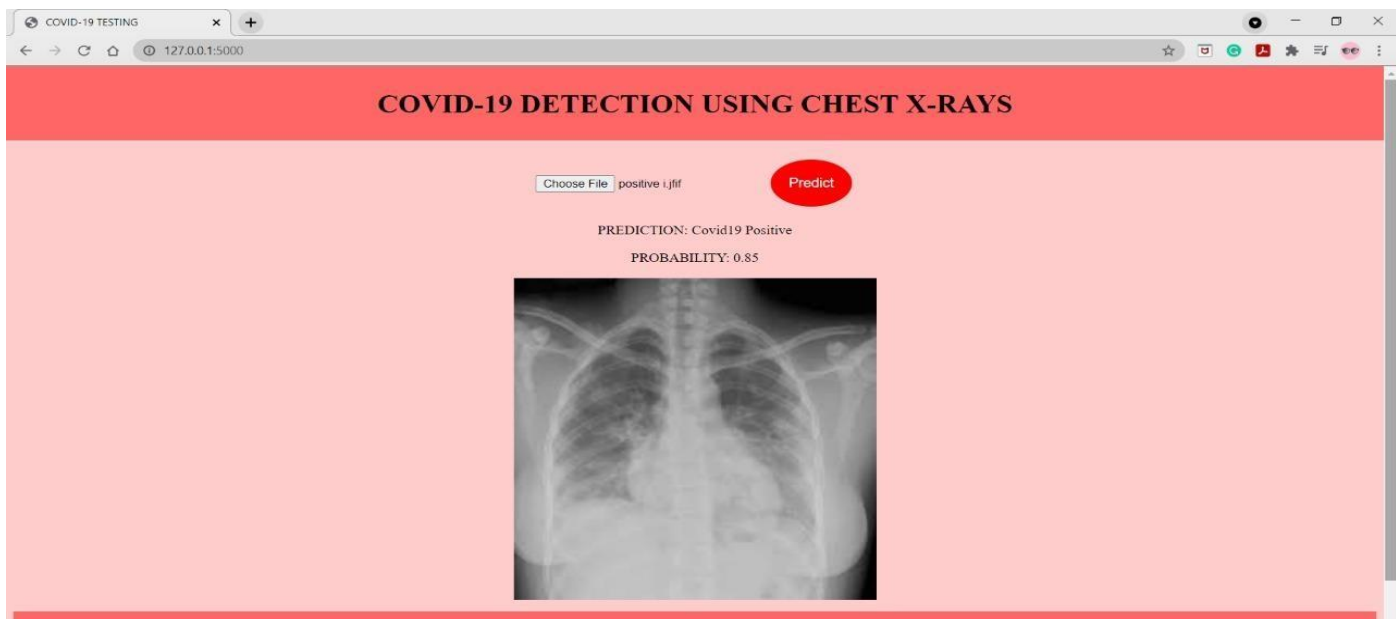 COVID-19 TESTING
127.0.0.1:5000
COVID-19 DETECTION USING CHEST X-RAYS
Choose File positive i.jfif Predict
PREDICTION: Covid19 Positive
PROBABILITY: 0.85